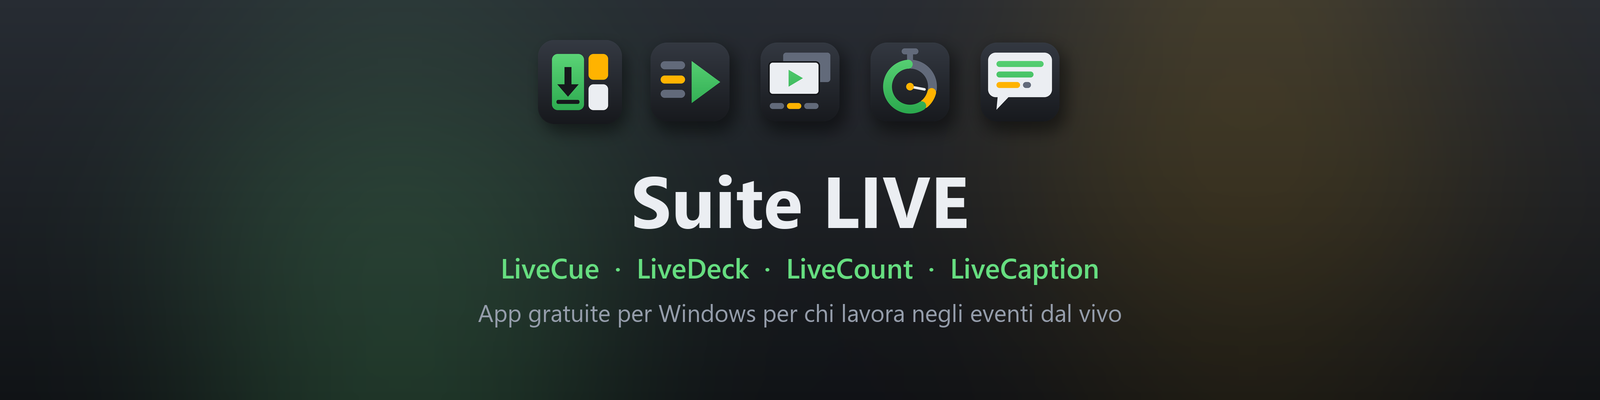 Suite LIVE
LiveCue · LiveDeck · LiveCount · LiveCaption
App gratuite per Windows per chi lavora negli eventi dal vivo